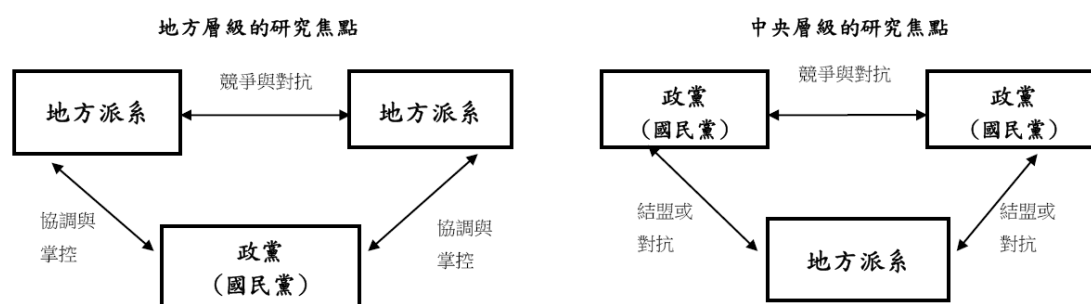 地方層級的研究焦點
競爭與對抗
地方派系
地方派系
協調與
掌控
協調與
掌控
政黨
（國民黨）
中央層級的研究焦點
競爭與對抗
政黨
（國民黨）
政黨
（國民黨）
結盟或
對抗
結盟或
對抗
地方派系